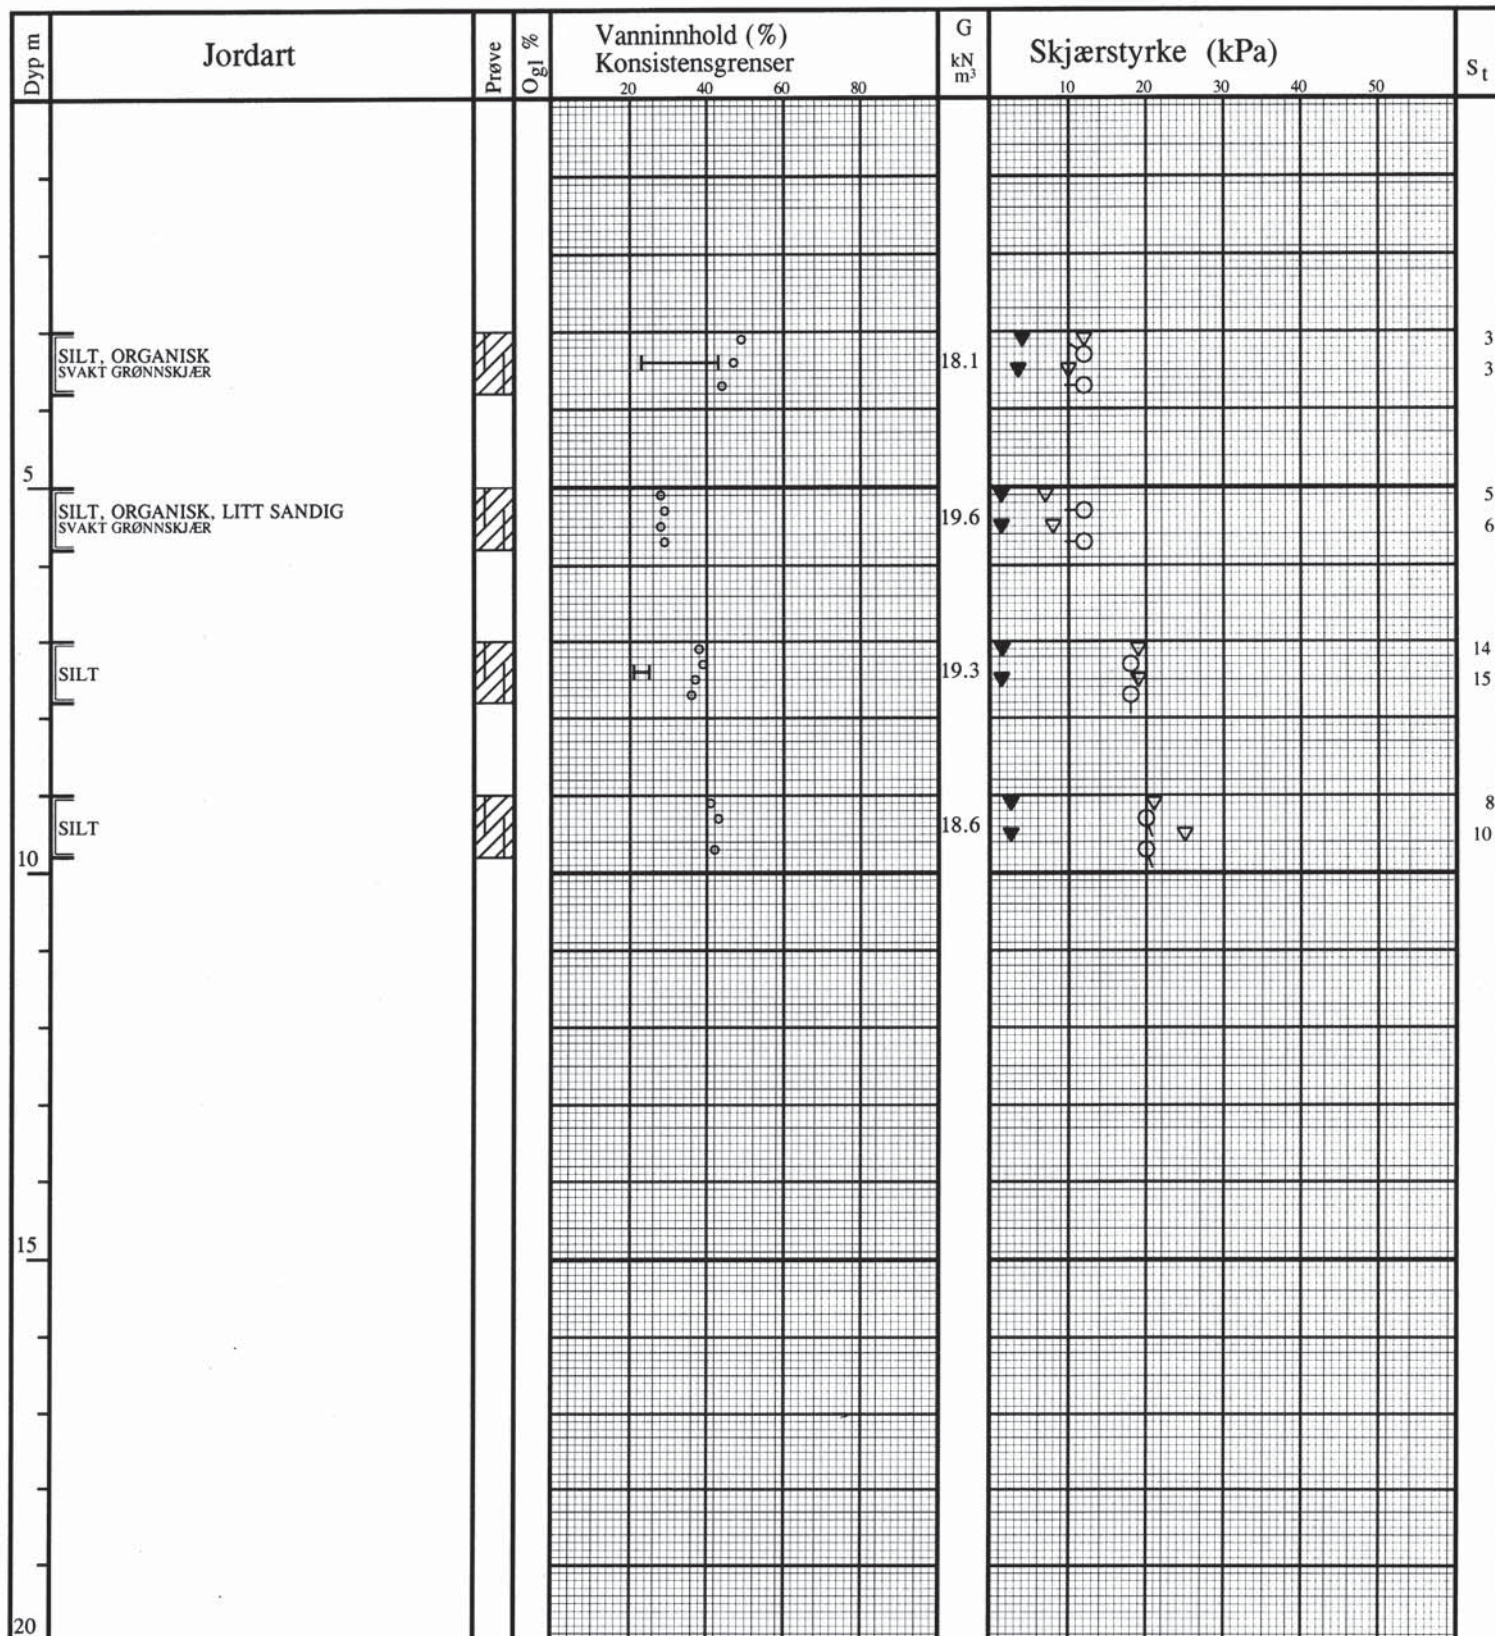 Dyp m
Jordart
Prøve
Ogl %
Vanninnhold (%)
Konsistensgrenser
20 40 60 80
G
kN
m³
Skjærstyrke (kPa)
10 20 30 40 50
St
SILT, ORGANISK
SVAKT GRØNNSKJÆR
18.1
3
3
5
SILT, ORGANISK, LITT SANDIG
SVAKT GRØNNSKJÆR
19.6
5
6
SILT
19.3
14
15
SILT
18.6
8
10
10
15
20